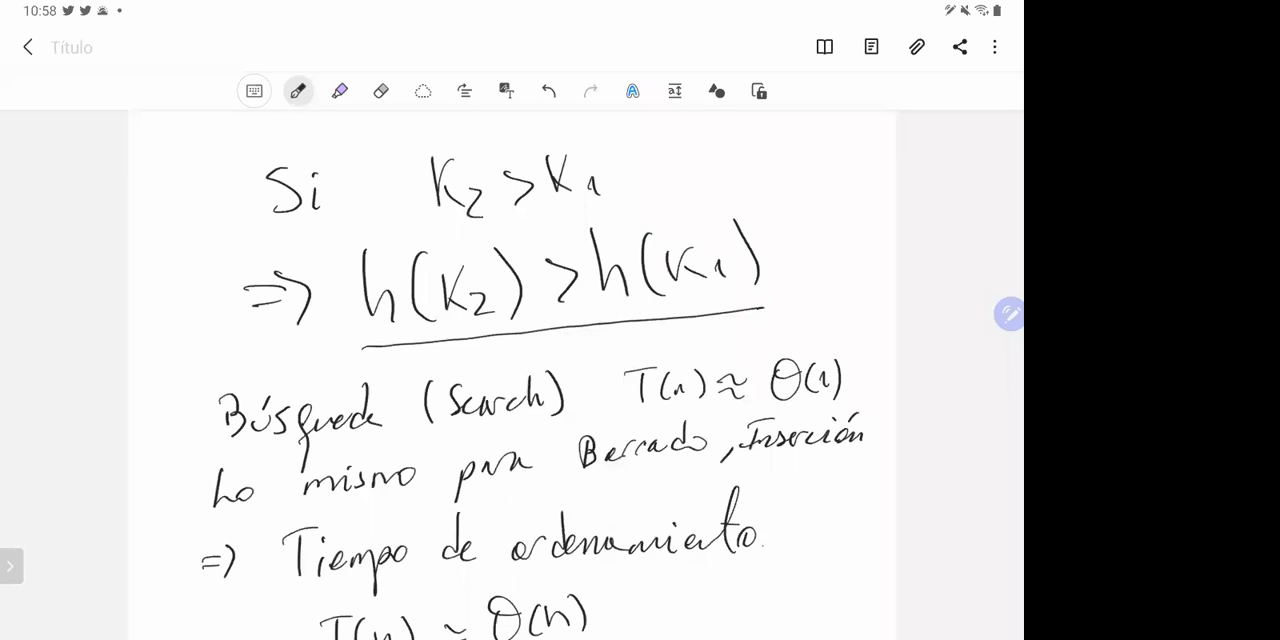 10:58
Título
Si K₂ > K₁
=> h(K₂) > h(K₁)
Búsqueda (Search) T(n) ≈ Θ(1)
Lo mismo para Borrado, Inserción
=> Tiempo de ordenamiento.
T(n) ≈ Θ(n)